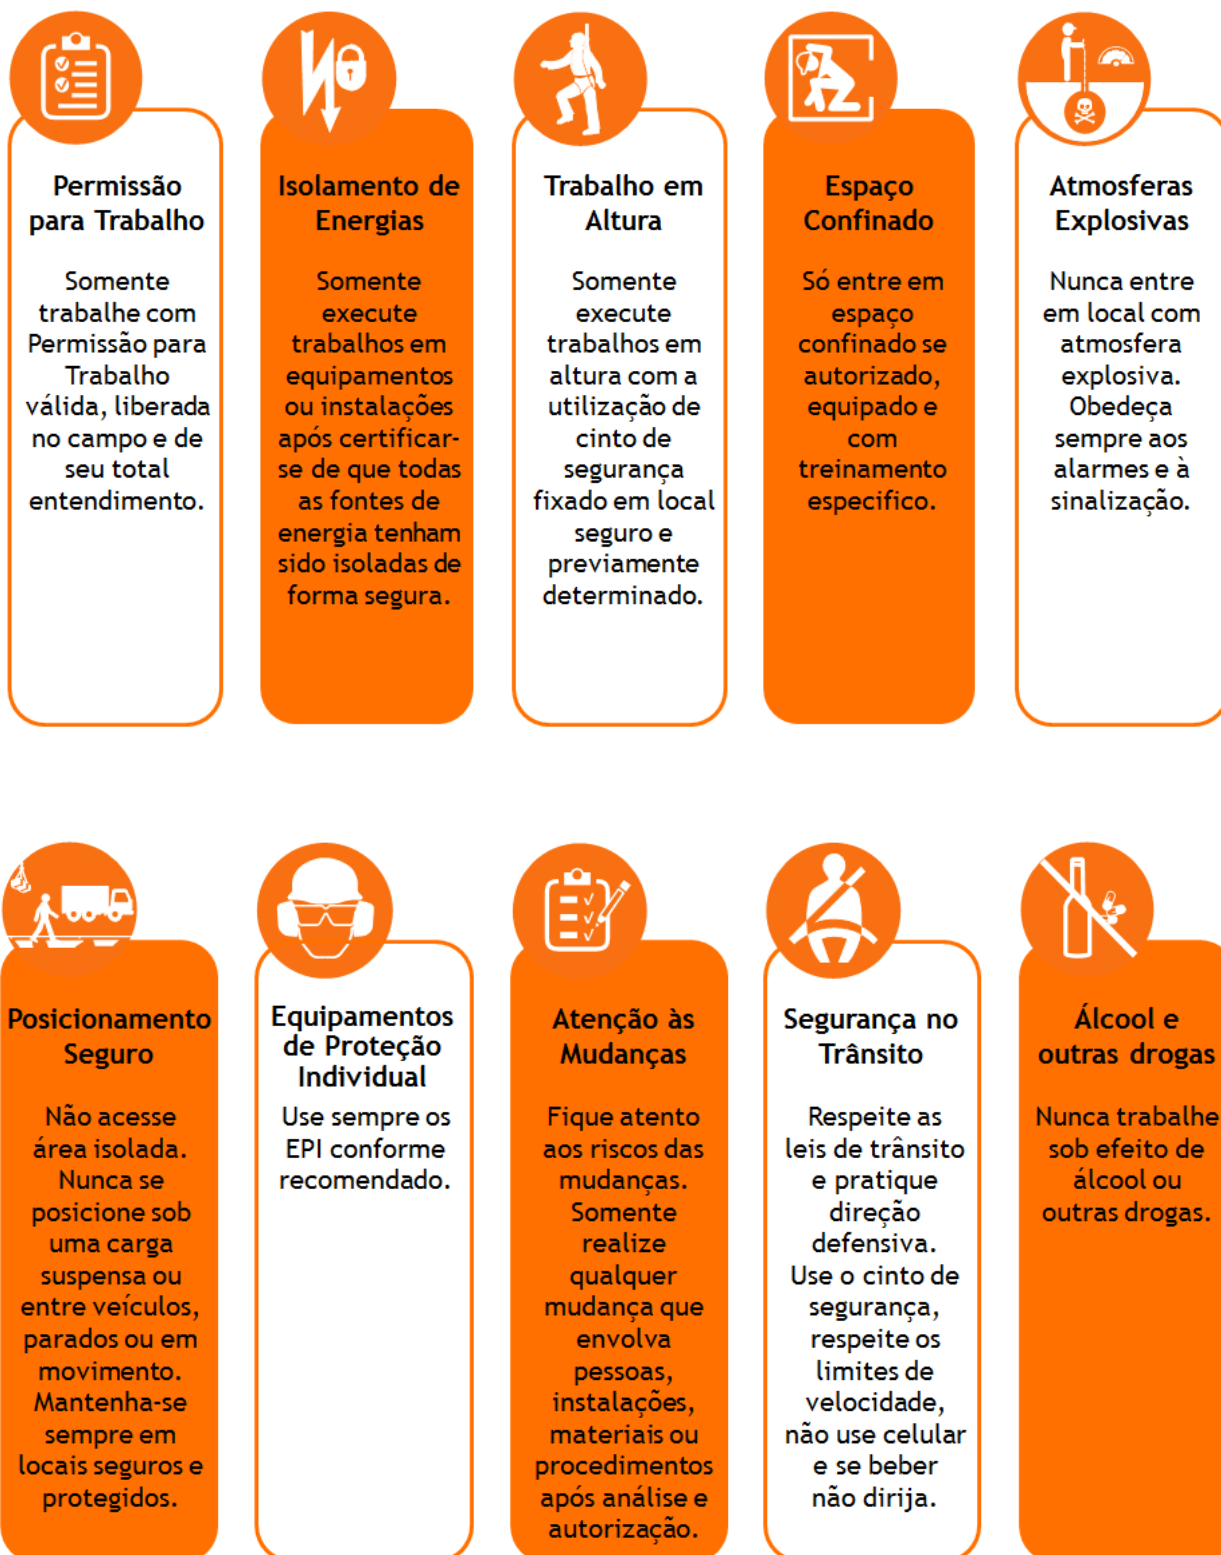 Permissão
para Trabalho
Somente
trabalhe com
Permissão para
Trabalho
válida, liberada
no campo e de
seu total
entendimento.
Isolamento de
Energias
Somente
execute
trabalhos em
equipamentos
ou instalações
após certificar-
se de que todas
as fontes de
energia tenham
sido isoladas de
forma segura.
Trabalho em
Altura
Somente
execute
trabalhos em
altura com a
utilização de
cinto de
segurança
fixado em local
seguro e
previamente
determinado.
Espaço
Confinado
Só entre em
espaço
confinado se
autorizado,
equipado e
com
treinamento
especifico.
Atmosferas
Explosivas
Nunca entre
em local com
atmosfera
explosiva.
Obedeça
sempre aos
alarmes e à
sinalização.
Posicionamento
Seguro
Não acesse
área isolada.
Nunca se
posicione sob
uma carga
suspensa ou
entre veículos,
parados ou em
movimento.
Mantenha-se
sempre em
locais seguros e
protegidos.
Equipamentos
de Proteção
Individual
Use sempre os
EPI conforme
recomendado.
Atenção às
Mudanças
Fique atento
aos riscos das
mudanças.
Somente
realize
qualquer
mudança que
envolva
pessoas,
instalações,
materiais ou
procedimentos
após análise e
autorização.
Segurança no
Trânsito
Respeite as
leis de trânsito
e pratique
direção
defensiva.
Use o cinto de
segurança,
respeite os
limites de
velocidade,
não use celular
e se beber
não dirija.
Álcool e
outras drogas
Nunca trabalhe
sob efeito de
álcool ou
outras drogas.